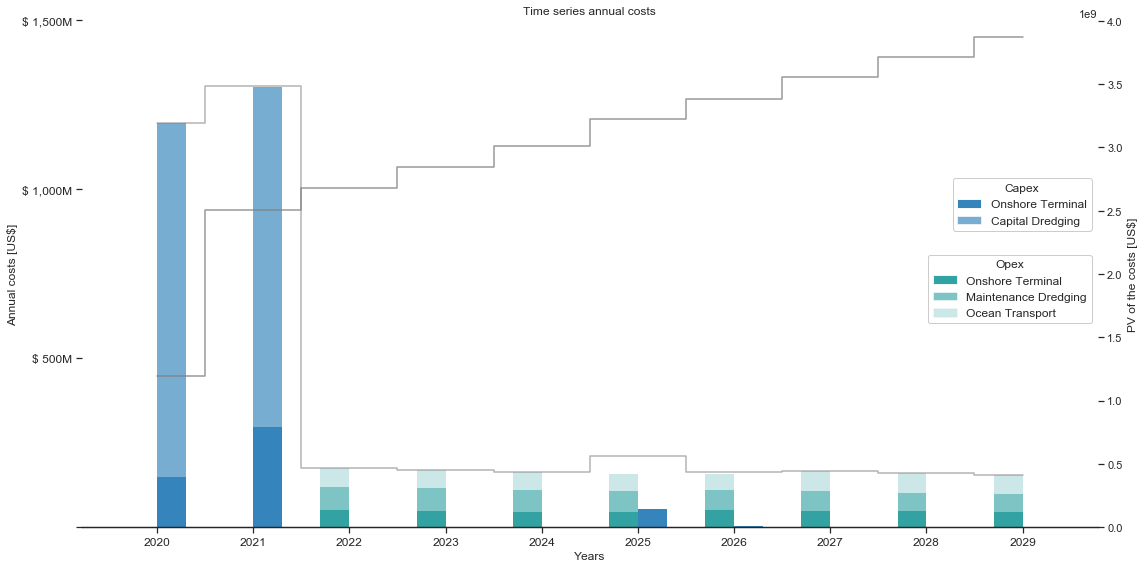 Time series annual costs
$ 1,500M
$ 1,000M
$ 500M
Annual costs [US$]
1e9
4.0
3.5
3.0
2.5
2.0
1.5
1.0
0.5
0.0
PV of the costs [US$]
Capex
Onshore Terminal
Capital Dredging
Opex
Onshore Terminal
Maintenance Dredging
Ocean Transport
2020 2021 2022 2023 2024 2025 2026 2027 2028 2029
Years